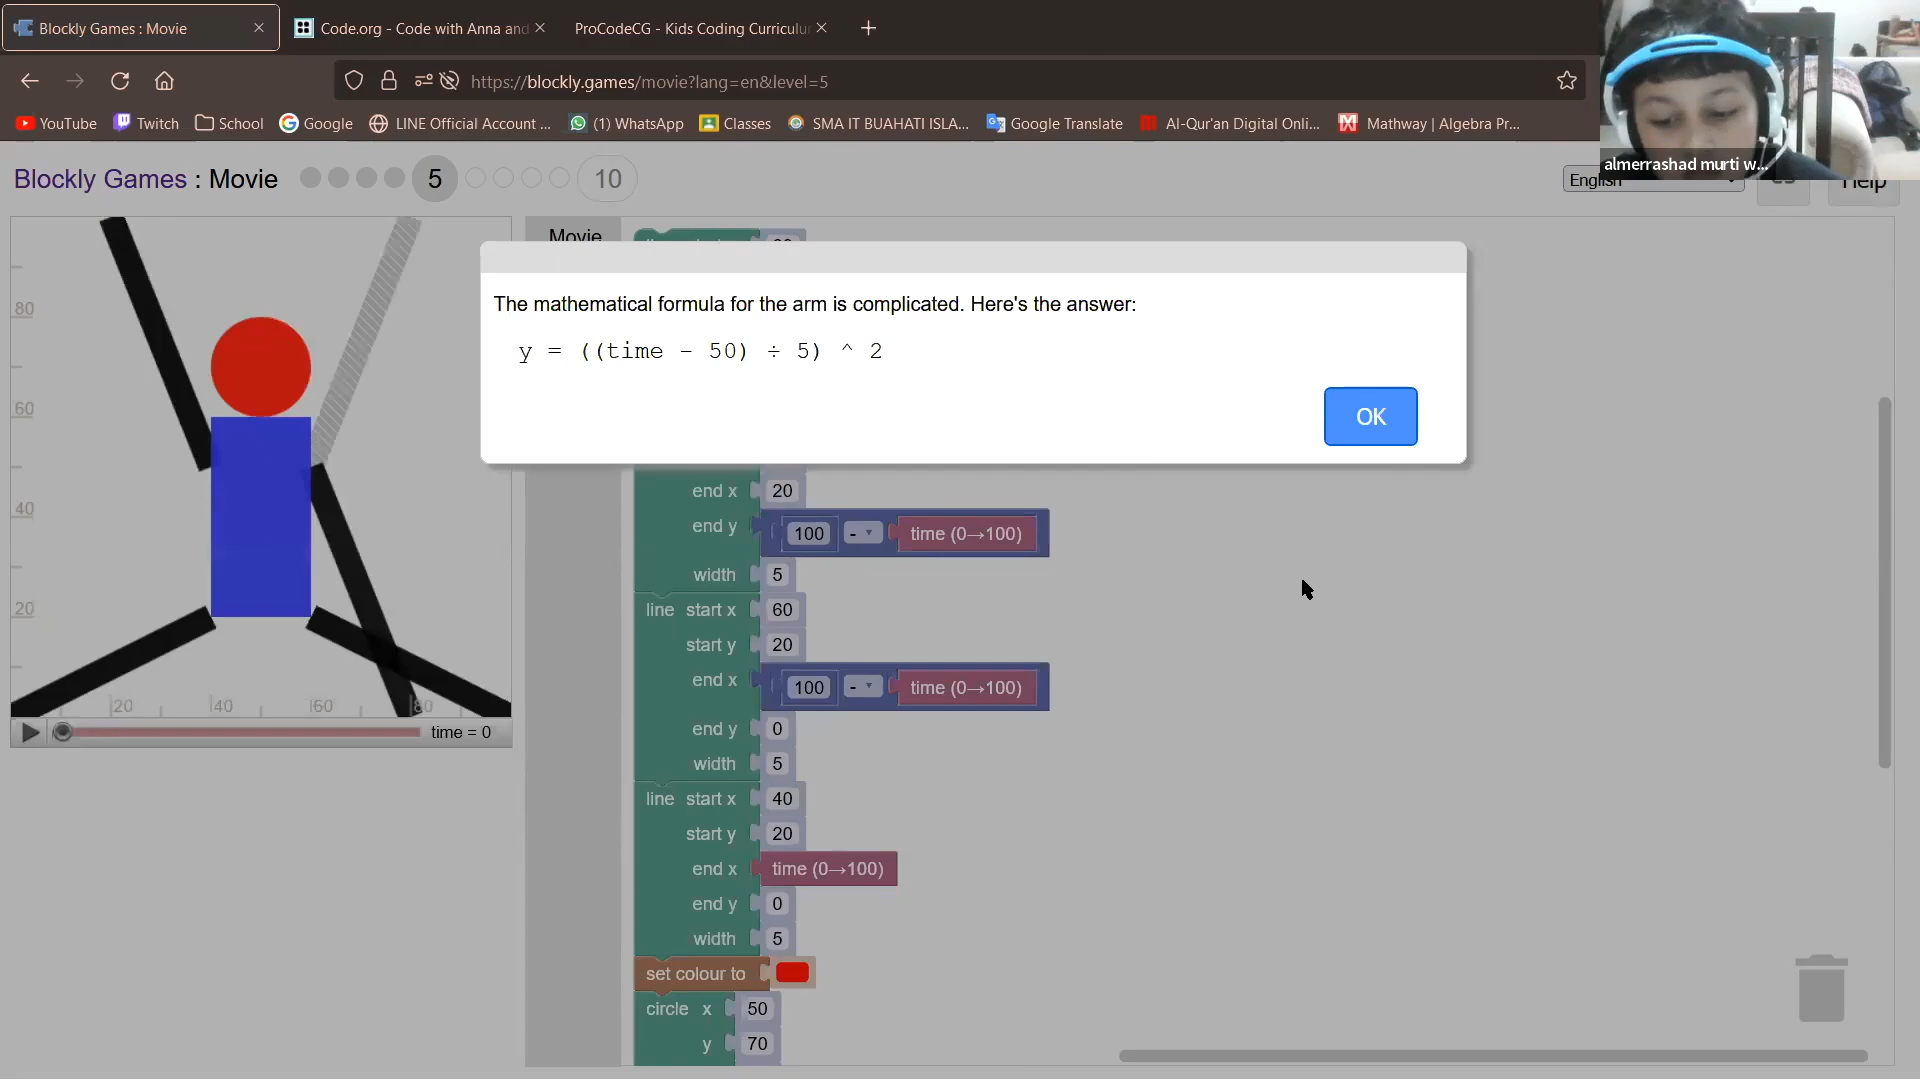 Blockly Games : Movie
Code.org - Code with Anna and
ProCodeCG - Kids Coding Curriculu
https://blockly.games/movie?lang=en&level=5
YouTube
Twitch
School
Google
LINE Official Account ...
(1) WhatsApp
Classes
SMA IT BUAHATI ISLA...
Google Translate
Al-Qur'an Digital Onli...
Mathway | Algebra Pr...
almerrashad murti w...
Blockly Games : Movie
5
10
English
Help
Movie
The mathematical formula for the arm is complicated. Here's the answer:
y = ((time - 50) ÷ 5) ^ 2
OK
80
60
40
20
20
40
60
80
time = 0
end x 20
end y 100 - time (0→100)
width 5
line start x 60
start y 20
end x 100 - time (0→100)
end y 0
width 5
line start x 40
start y 20
end x time (0→100)
end y 0
width 5
set colour to
circle x 50
y 70